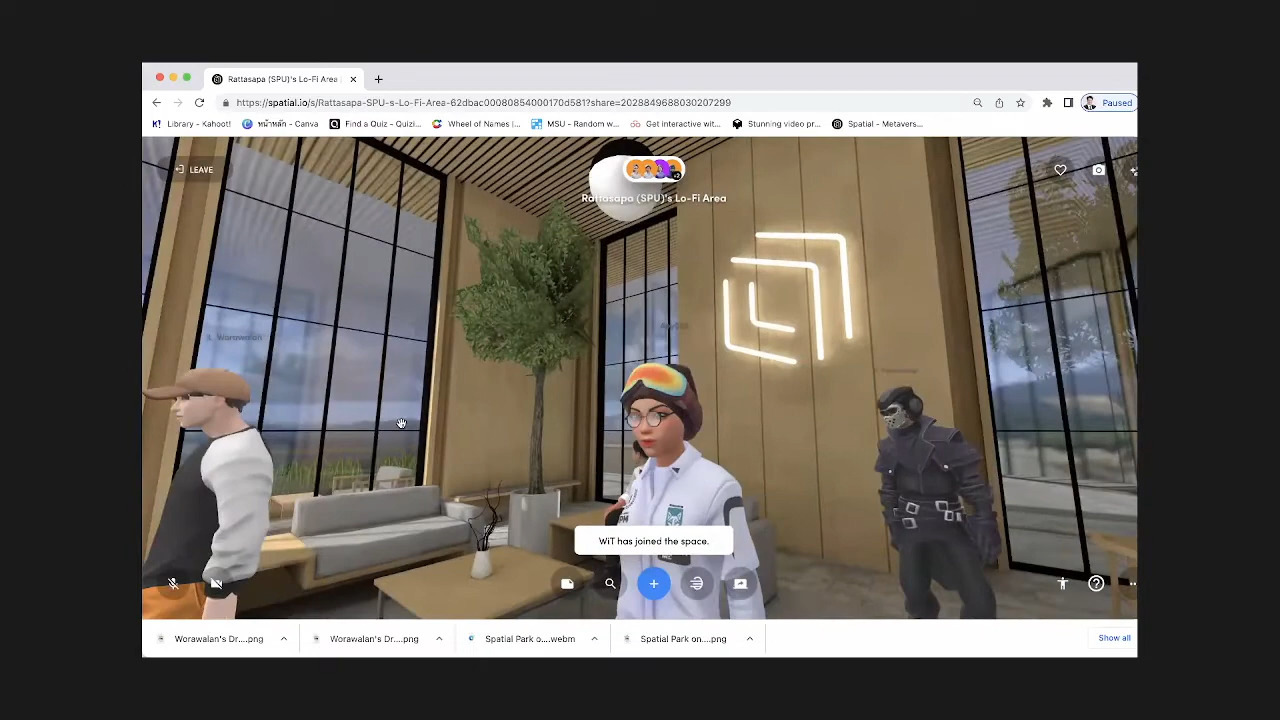 Rattasapa (SPU)'s Lo-Fi Area
https://spatial.io/s/Rattasapa-SPU-s-Lo-Fi-Area-62dbac00080854000170d581?share=2028849688030207299
Paused
K! Library - Kahoot!
หน้าหลัก - Canva
Find a Quiz - Quizi...
Wheel of Names |...
MSU - Random w...
Get interactive wit...
Stunning video pr...
Spatial - Metavers...
LEAVE
+2
Rattasapa (SPU)'s Lo-Fi Area
Worawalan
WiT has joined the space.
Worawalan's Dr....png
Worawalan's Dr....png
Spatial Park o....webm
Spatial Park on....png
Show all